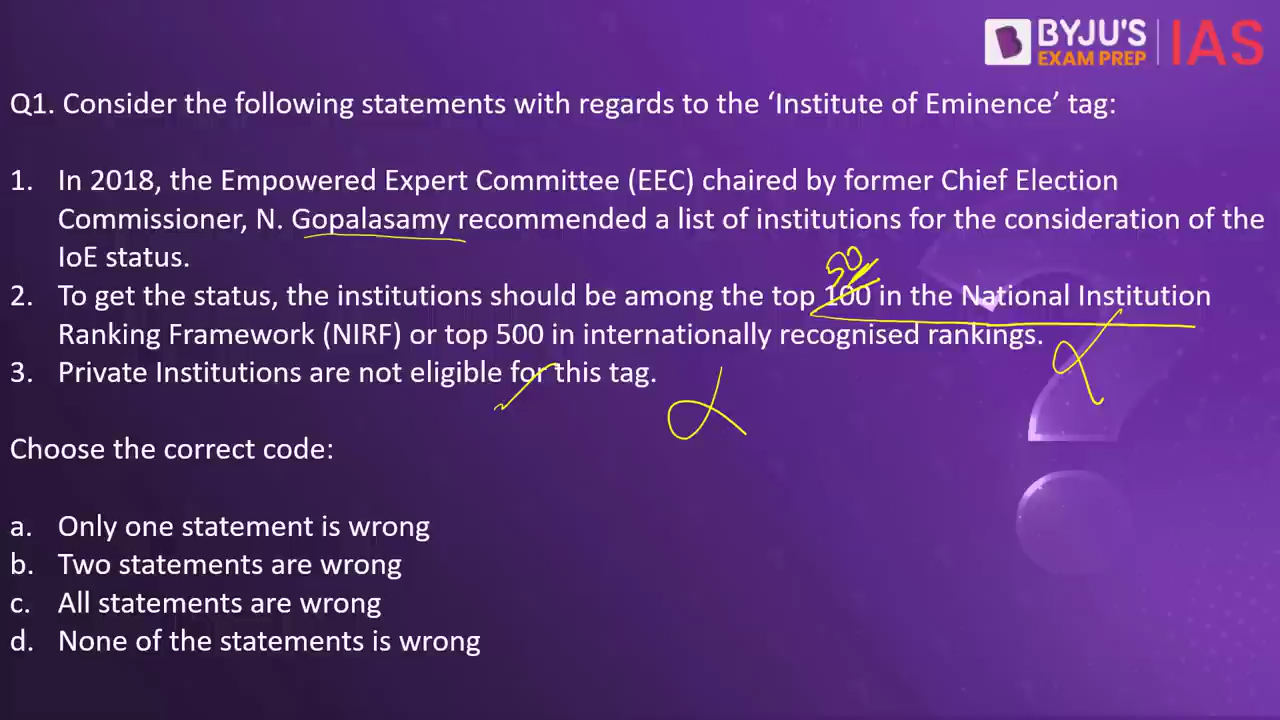 BYJU'S IAS
EXAM PREP
Q1. Consider the following statements with regards to the ‘Institute of Eminence’ tag:
1. In 2018, the Empowered Expert Committee (EEC) chaired by former Chief Election
Commissioner, N. Gopalasamy recommended a list of institutions for the consideration of the
IoE status.
50
2. To get the status, the institutions should be among the top 100 in the National Institution
Ranking Framework (NIRF) or top 500 in internationally recognised rankings.
3. Private Institutions are not eligible for this tag.
Choose the correct code:
a. Only one statement is wrong
b. Two statements are wrong
c. All statements are wrong
d. None of the statements is wrong